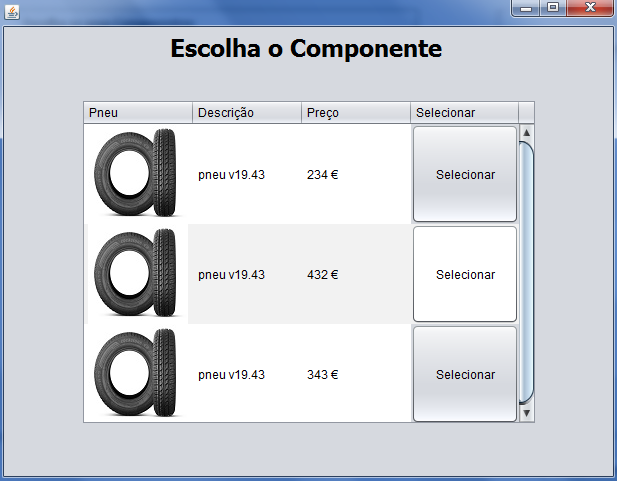 Escolha o Componente
Pneu Descrição Preço Selecionar
pneu v19.43 234 € Selecionar
pneu v19.43 432 € Selecionar
pneu v19.43 343 € Selecionar